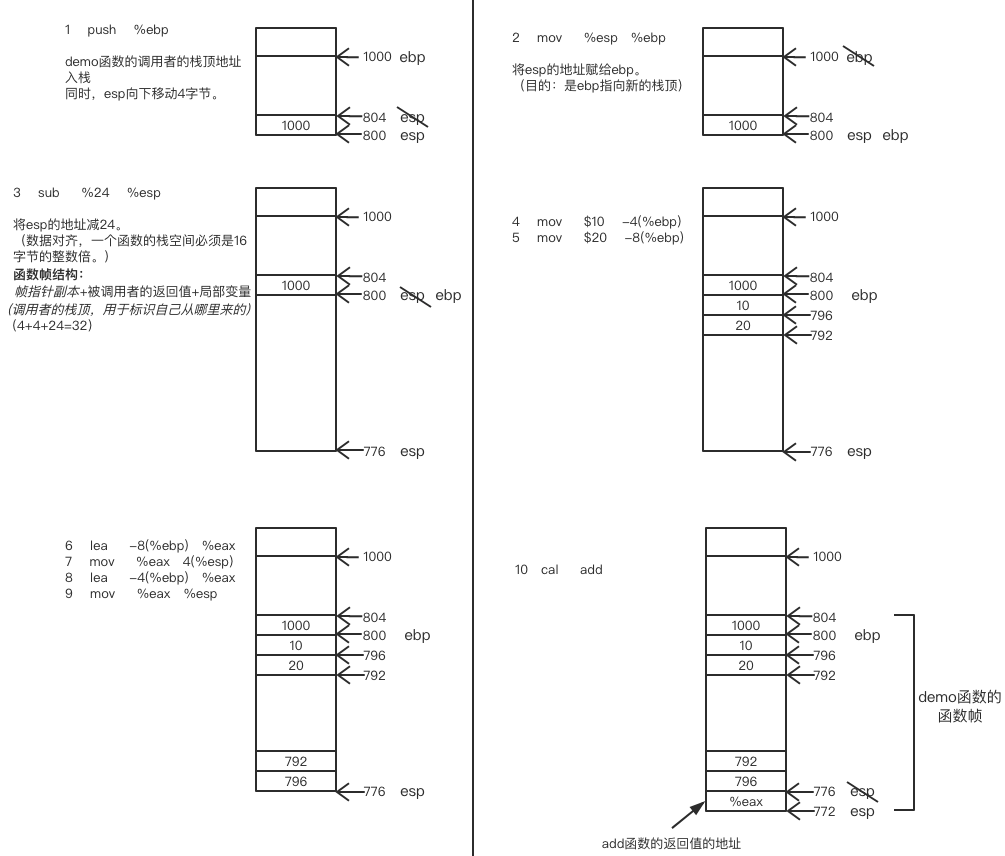 1 push %ebp
demo函数的调用者的栈顶地址
入栈
同时，esp向下移动4字节。
1000 ebp
804 esp
1000
800 esp
2 mov %esp %ebp
将esp的地址赋给ebp。
（目的：是ebp指向新的栈顶）
1000 ebp
804
1000
800 esp ebp
3 sub %24 %esp
将esp的地址减24。
（数据对齐，一个函数的栈空间必须是16
字节的整数倍。）
函数帧结构：
帧指针副本+被调用者的返回值+局部变量
(调用者的栈顶，用于标识自己从哪里来的)
（4+4+24=32）
1000
804
1000
800 esp ebp
776 esp
4 mov $10 -4(%ebp)
5 mov $20 -8(%ebp)
1000
804
1000
800 ebp
10
796
20
792
776 esp
6 lea -8(%ebp) %eax
7 mov %eax 4(%esp)
8 lea -4(%ebp) %eax
9 mov %eax %esp
1000
804
1000
800 ebp
10
796
20
792
792
796
776 esp
10 cal add
1000
804
1000
800 ebp
10
796
20
792
792
796
776 esp
%eax
772 esp
demo函数的
函数帧
add函数的返回值的地址